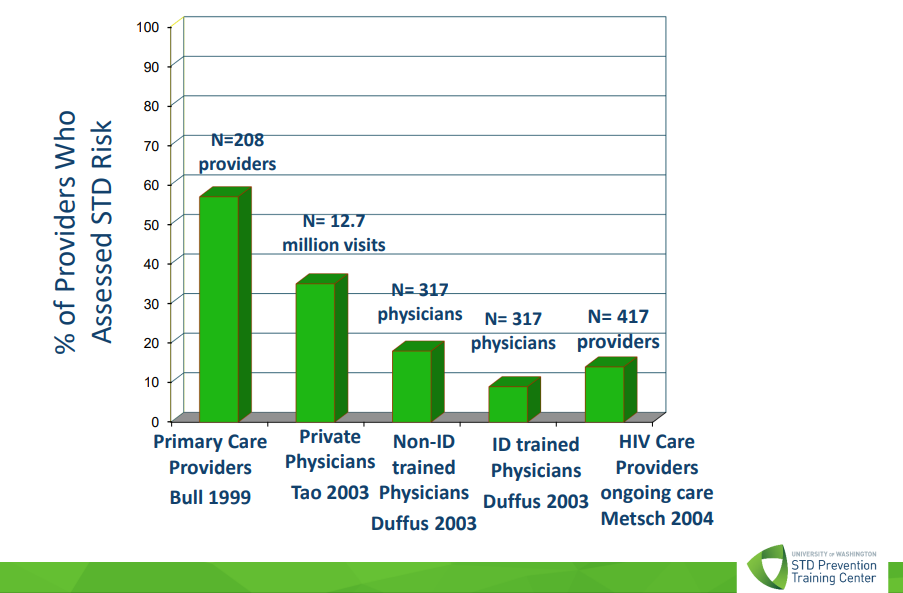 % of Providers Who
Assessed STD Risk
100
90
80
70
60
50
40
30
20
10
0
N=208
providers
N= 12.7
million visits
N= 317
physicians
N= 317
physicians
N= 417
providers
Primary Care
Providers
Bull 1999
Private
Physicians
Tao 2003
Non-ID
trained
Physicians
Duffus 2003
ID trained
Physicians
Duffus 2003
HIV Care
Providers
ongoing care
Metsch 2004
UNIVERSITY of WASHINGTON
STD Prevention
Training Center